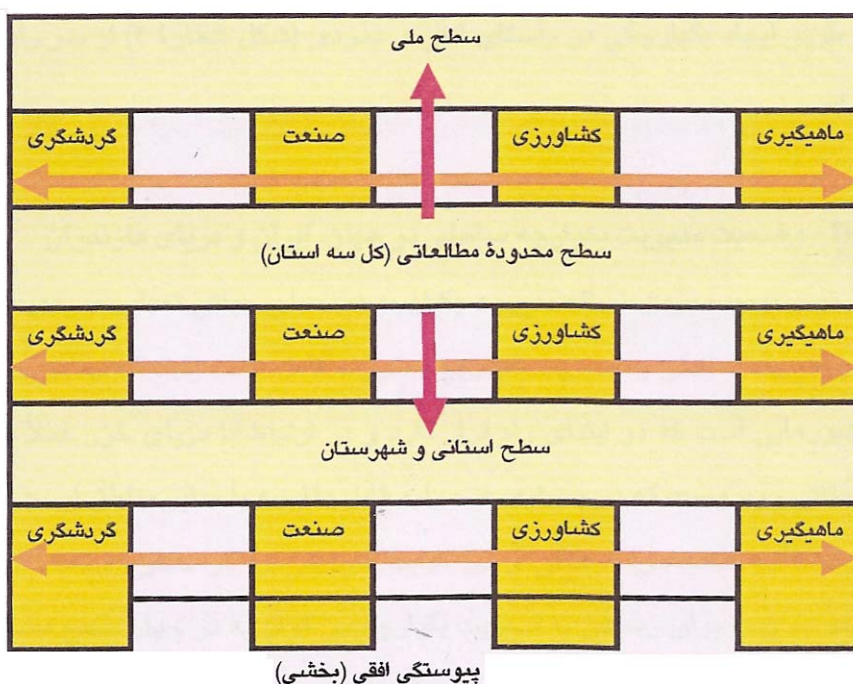 سطح ملی
ماهیگیری کشاورزی صنعت گردشگری
سطح محدودهٔ مطالعاتی (کل سه استان)
ماهیگیری کشاورزی صنعت گردشگری
سطح استانی و شهرستان
ماهیگیری کشاورزی صنعت گردشگری
پیوستگی افقی (بخشی)